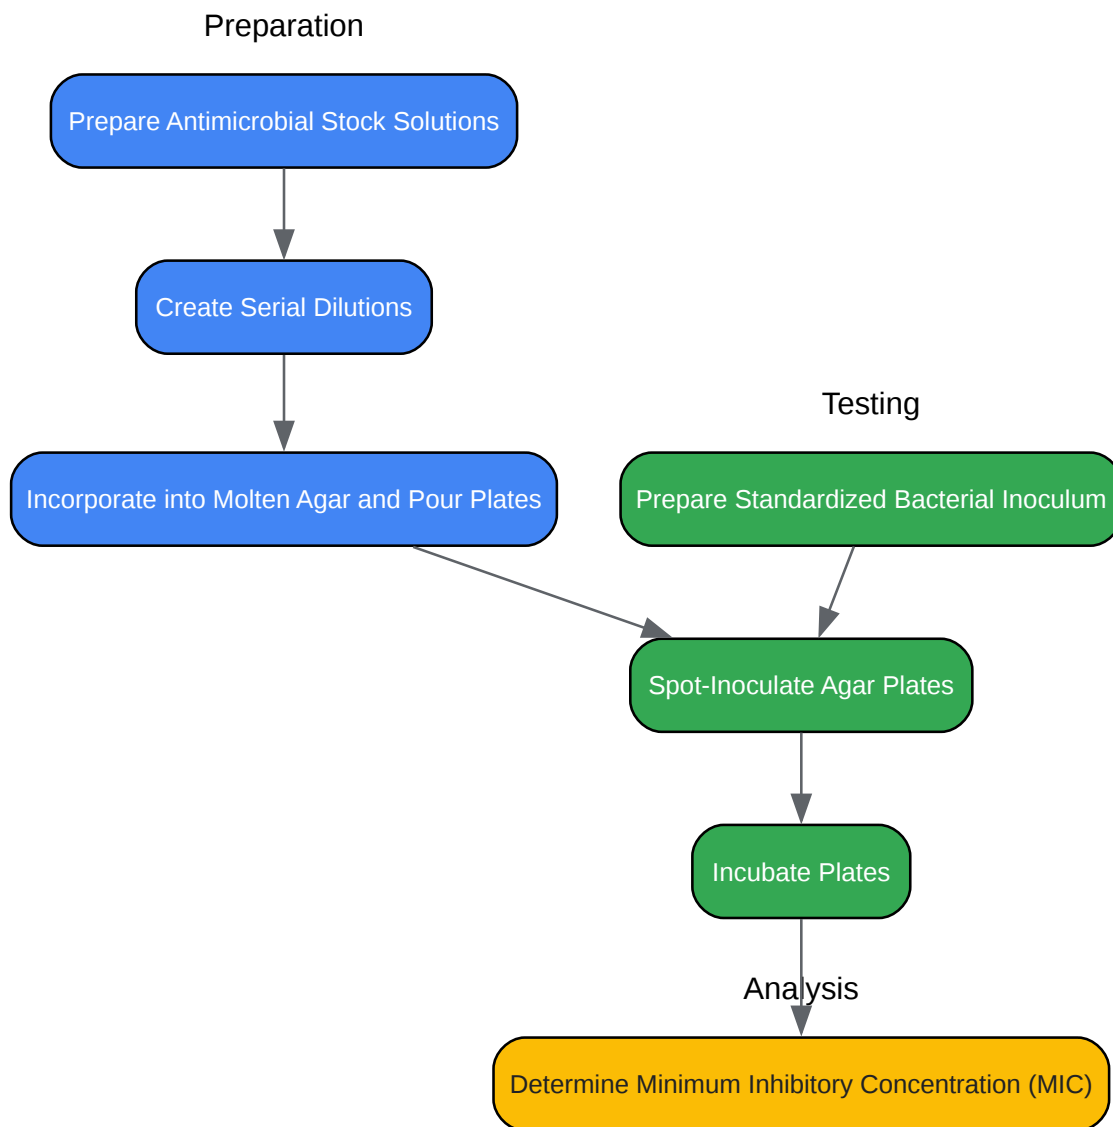 Preparation
Prepare Antimicrobial Stock Solutions
Create Serial Dilutions
Incorporate into Molten Agar and Pour Plates
Testing
Prepare Standardized Bacterial Inoculum
Spot-Inoculate Agar Plates
Incubate Plates
Analysis
Determine Minimum Inhibitory Concentration (MIC)